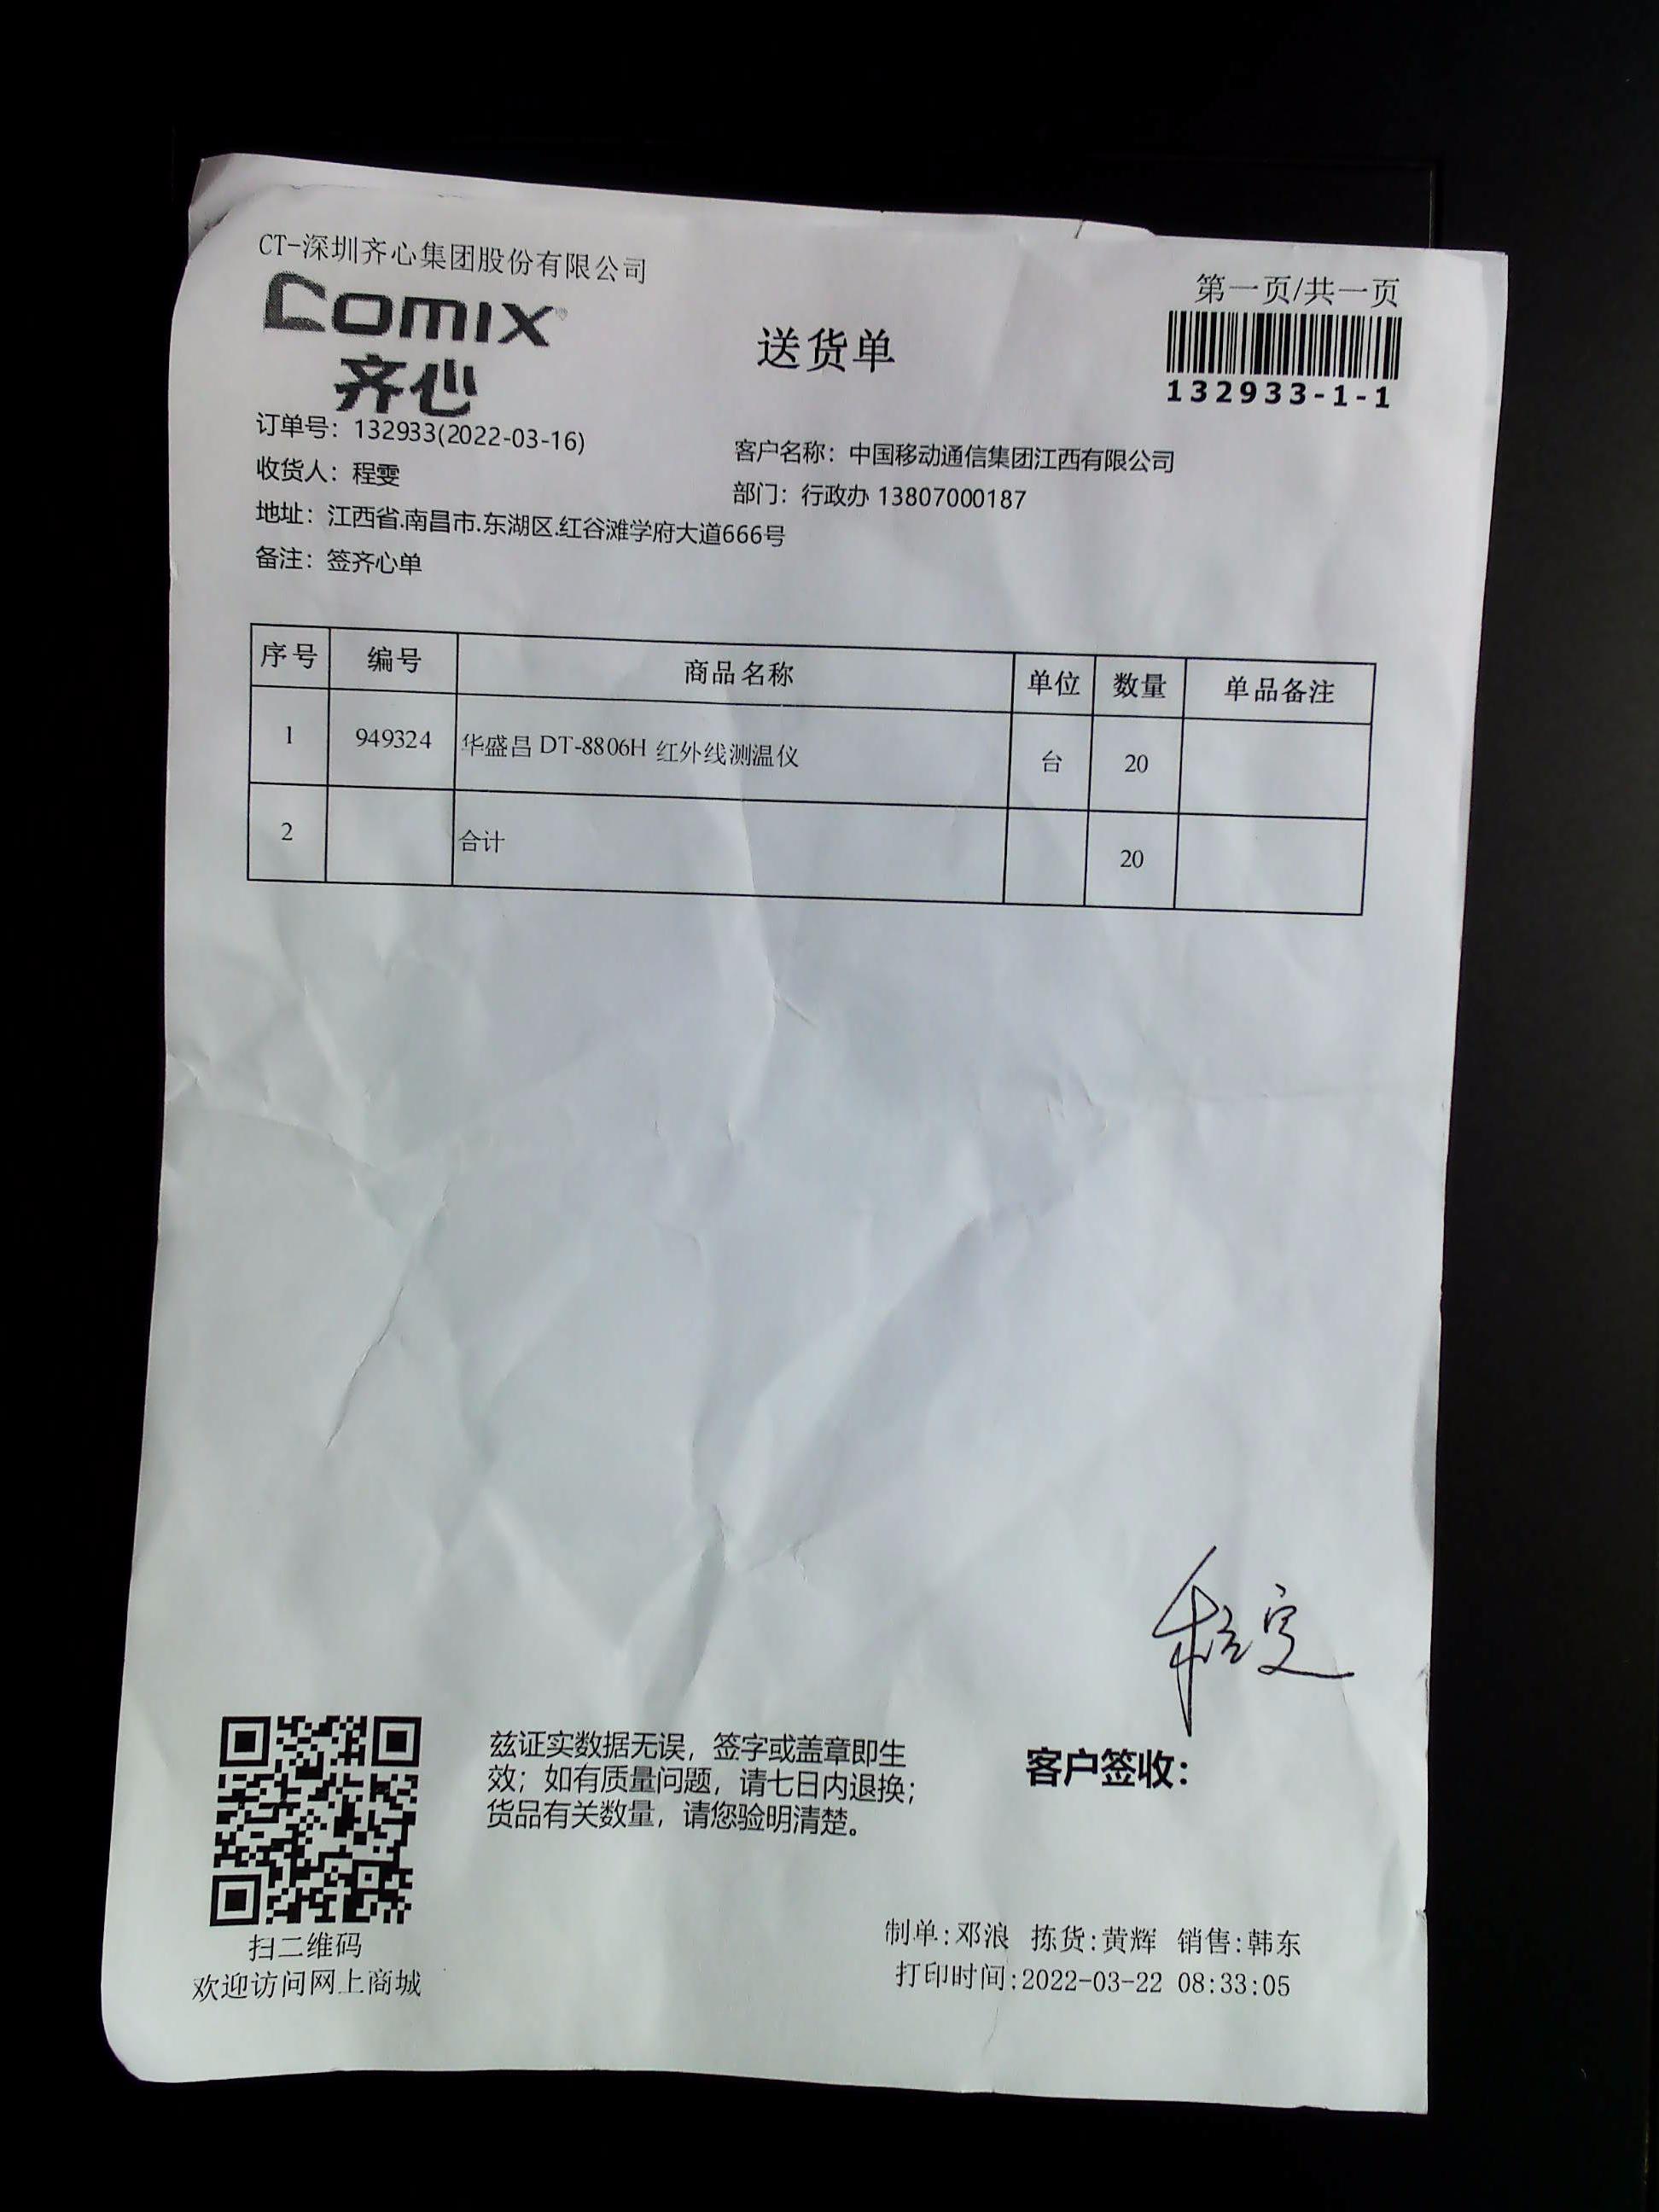 CT-深圳齐心集团股份有限公司
第一页/共一页
comix
齐心
送货单
132933-1-1
订单号：132933(2022-03-16)
客户名称：中国移动通信集团江西有限公司
收货人：程雯
部门：行政办 13807000187
地址：江西省.南昌市.东湖区.红谷滩学府大道666号
备注：签齐心单
序号 编号 商品名称 单位 数量 单品备注
1 949324 华盛昌 DT-8806H 红外线测温仪 台 20
2 合计 20
兹证实数据无误，签字或盖章即生
效；如有质量问题，请七日内退换；
货品有关数量，请您验明清楚。
客户签收：
扫二维码
欢迎访问网上商城
制单:邓浪 拣货:黄辉 销售:韩东
打印时间:2022-03-22 08:33:05